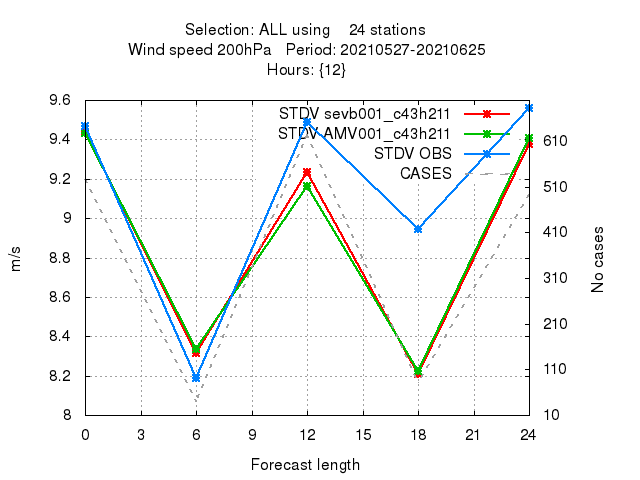 Selection: ALL using    24 stations
Wind speed 200hPa   Period: 20210527-20210625
Hours: {12}
STDV sevb001_c43h211
STDV AMV001_c43h211
STDV OBS
CASES
9.6
9.4
9.2
9
8.8
8.6
8.4
8.2
8
610
510
410
310
210
110
10
m/s
No cases
0 3 6 9 12 15 18 21 24
Forecast length